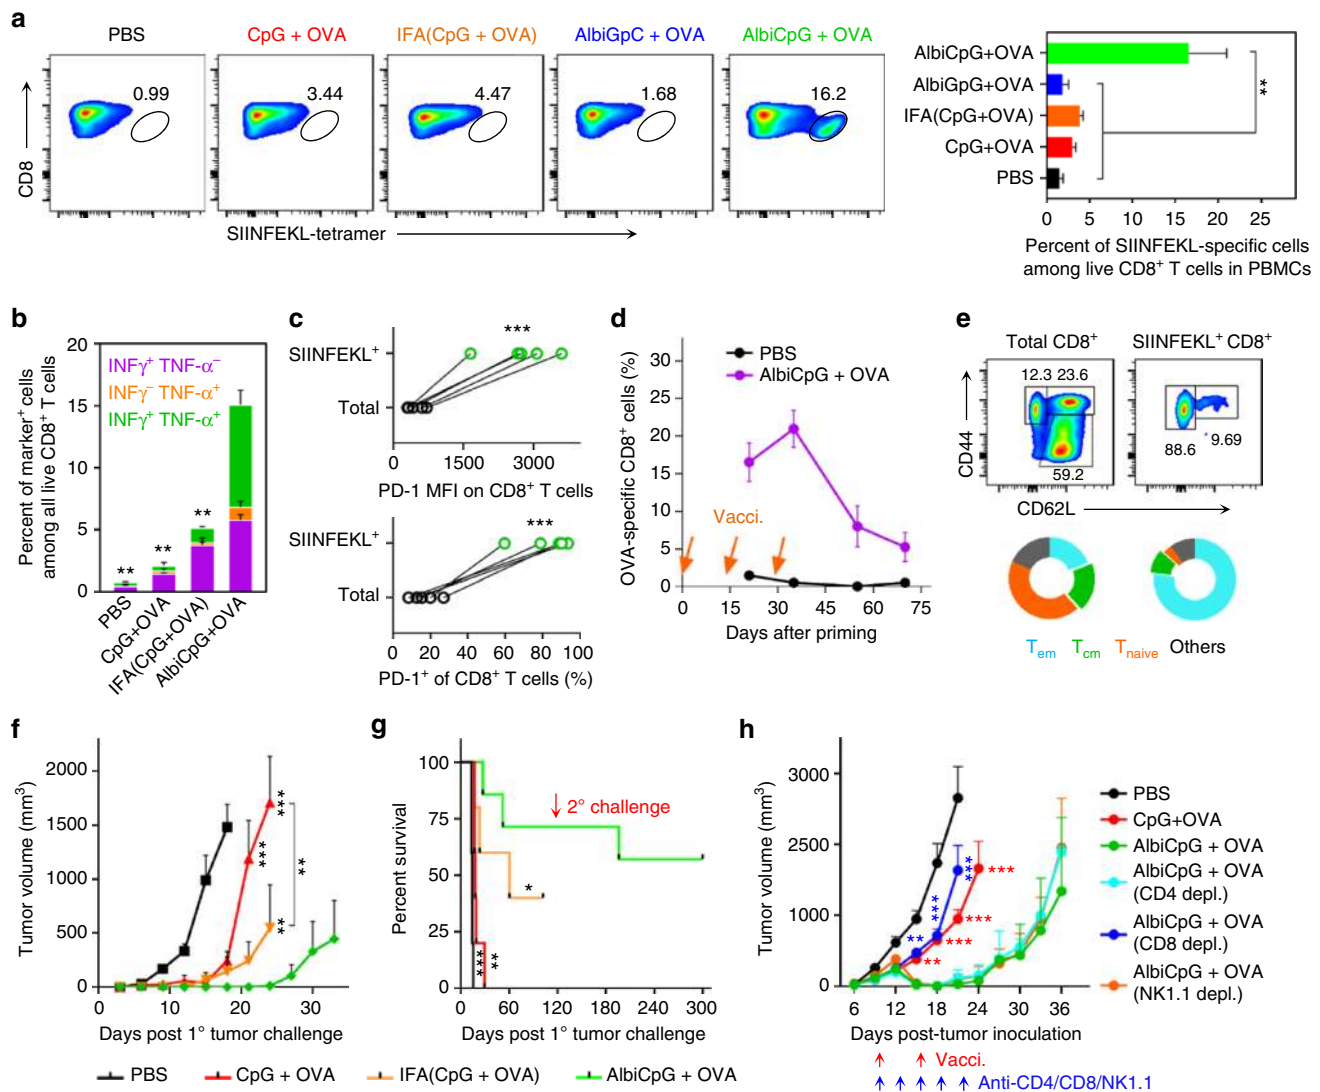 a
PBS
CpG + OVA
IFA(CpG + OVA)
AlbiGpC + OVA
AlbiCpG + OVA
0.99
3.44
4.47
1.68
16.2
CD8
SIINFEKL-tetramer
AlbiCpG+OVA
AlbiGpG+OVA
IFA(CpG+OVA)
CpG+OVA
PBS
**
0 5 10 15 20 25
Percent of SIINFEKL-specific cells
among live CD8+ T cells in PBMCs
b
Percent of marker+ cells
among all live CD8+ T cells
20
15
10
5
0
INFγ+ TNF-α−
INFγ− TNF-α+
INFγ+ TNF-α+
** ** **
PBS
CpG+OVA
IFA(CpG+OVA)
AlbiCpG+OVA
c
***
SIINFEKL+
Total
0 1500 3000
PD-1 MFI on CD8+ T cells
***
SIINFEKL+
Total
0 20 40 60 80 100
PD-1+ of CD8+ T cells (%)
d
OVA-specific CD8+ cells (%)
30
25
20
15
10
5
0
PBS
AlbiCpG + OVA
Vacci.
0 15 30 45 60 75
Days after priming
e
Total CD8+
SIINFEKL+ CD8+
12.3 23.6
59.2
88.6
9.69
CD44
CD62L
Tem Tcm Tnaive Others
f
Tumor volume (mm3)
2000
1500
1000
500
0
***
***
**
**
0 10 20 30
Days post 1° tumor challenge
g
Percent survival
100
75
50
25
0
2° challenge
*
***
**
0 60 120 180 240 300
Days post 1° tumor challenge
PBS
CpG + OVA
IFA(CpG + OVA)
AlbiCpG + OVA
h
Tumor volume (mm3)
3000
2500
1000
0
**
***
***
**
***
***
***
6 12 18 24 30 36
Days post-tumor inoculation
Vacci.
Anti-CD4/CD8/NK1.1
PBS
CpG+OVA
AlbiCpG + OVA
AlbiCpG + OVA
(CD4 depl.)
AlbiCpG + OVA
(CD8 depl.)
AlbiCpG + OVA
(NK1.1 depl.)